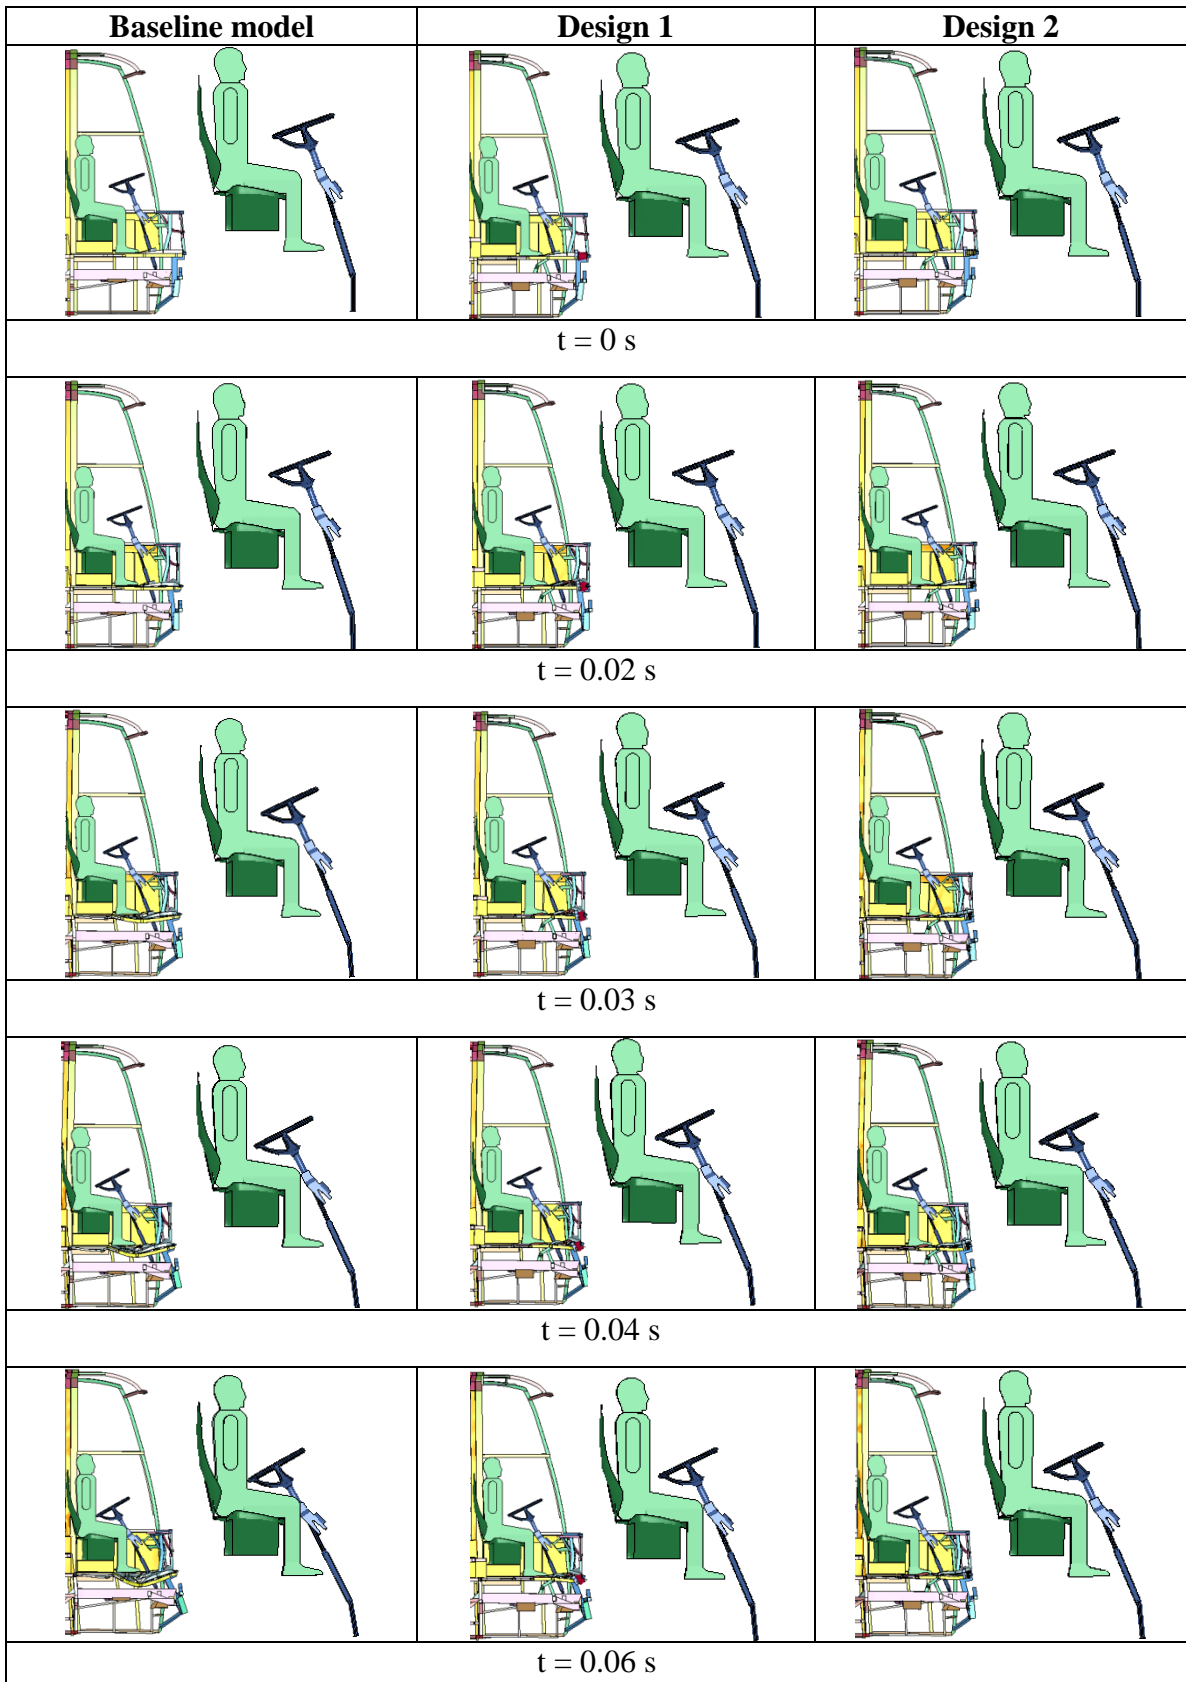 Baseline model Design 1 Design 2
t = 0 s
t = 0.02 s
t = 0.03 s
t = 0.04 s
t = 0.06 s